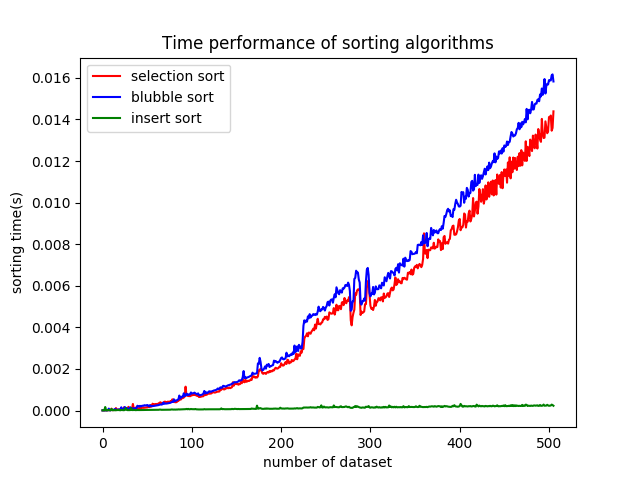 Time performance of sorting algorithms
selection sort
blubble sort
insert sort
0.016
0.014
0.012
0.010
0.008
0.006
0.004
0.002
0.000
sorting time(s)
0 100 200 300 400 500
number of dataset